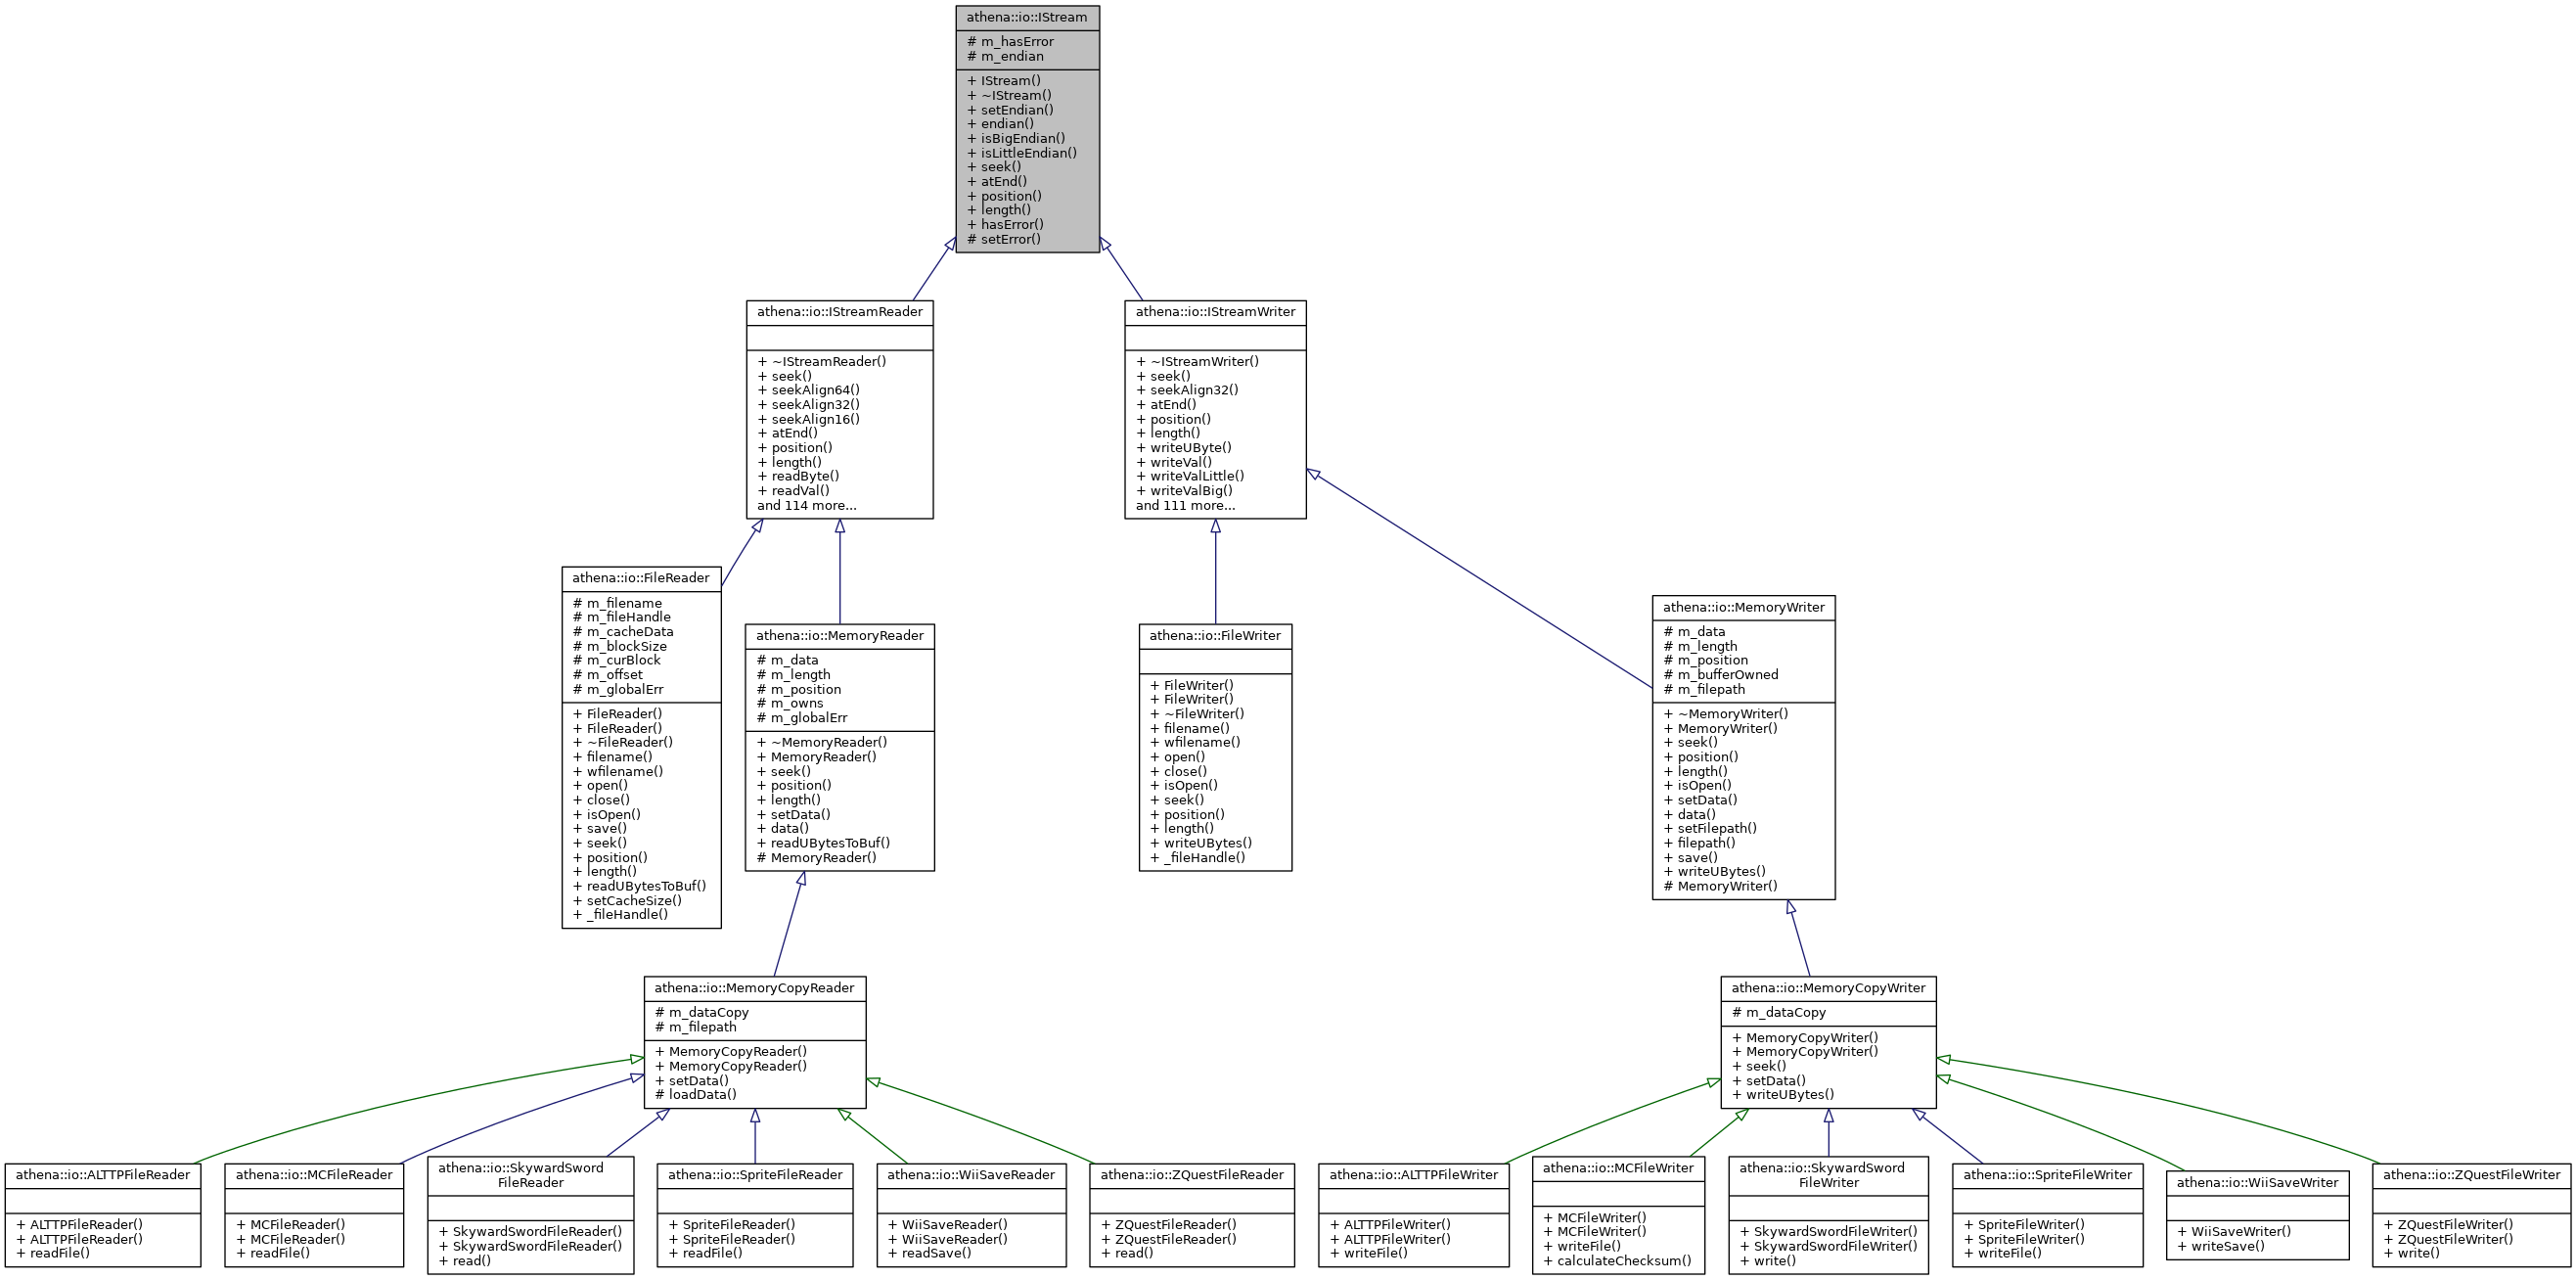 athena::io::IStream
# m_hasError
# m_endian
+ IStream()
+ ~IStream()
+ setEndian()
+ endian()
+ isBigEndian()
+ isLittleEndian()
+ seek()
+ atEnd()
+ position()
+ length()
+ hasError()
# setError()
athena::io::IStreamReader
+ ~IStreamReader()
+ seek()
+ seekAlign64()
+ seekAlign32()
+ seekAlign16()
+ atEnd()
+ position()
+ length()
+ readByte()
+ readVal()
and 114 more...
athena::io::IStreamWriter
+ ~IStreamWriter()
+ seek()
+ seekAlign32()
+ atEnd()
+ position()
+ length()
+ writeUByte()
+ writeVal()
+ writeValLittle()
+ writeValBig()
and 111 more...
athena::io::FileReader
# m_filename
# m_fileHandle
# m_cacheData
# m_blockSize
# m_curBlock
# m_offset
# m_globalErr
+ FileReader()
+ FileReader()
+ ~FileReader()
+ filename()
+ wfilename()
+ open()
+ close()
+ isOpen()
+ save()
+ seek()
+ position()
+ length()
+ readUBytesToBuf()
+ setCacheSize()
+ _fileHandle()
athena::io::MemoryReader
# m_data
# m_length
# m_position
# m_owns
# m_globalErr
+ ~MemoryReader()
+ MemoryReader()
+ seek()
+ position()
+ length()
+ setData()
+ data()
+ readUBytesToBuf()
# MemoryReader()
athena::io::FileWriter
+ FileWriter()
+ FileWriter()
+ ~FileWriter()
+ filename()
+ wfilename()
+ open()
+ close()
+ isOpen()
+ seek()
+ position()
+ length()
+ writeUBytes()
+ _fileHandle()
athena::io::MemoryWriter
# m_data
# m_length
# m_position
# m_bufferOwned
# m_filepath
+ ~MemoryWriter()
+ MemoryWriter()
+ seek()
+ position()
+ length()
+ isOpen()
+ setData()
+ data()
+ setFilepath()
+ filepath()
+ save()
+ writeUBytes()
# MemoryWriter()
athena::io::MemoryCopyReader
# m_dataCopy
# m_filepath
+ MemoryCopyReader()
+ MemoryCopyReader()
+ setData()
# loadData()
athena::io::MemoryCopyWriter
# m_dataCopy
+ MemoryCopyWriter()
+ MemoryCopyWriter()
+ seek()
+ setData()
+ writeUBytes()
athena::io::ALTTPFileReader
+ ALTTPFileReader()
+ ALTTPFileReader()
+ readFile()
athena::io::MCFileReader
+ MCFileReader()
+ MCFileReader()
+ readFile()
athena::io::SkywardSword
FileReader
+ SkywardSwordFileReader()
+ SkywardSwordFileReader()
+ read()
athena::io::SpriteFileReader
+ SpriteFileReader()
+ SpriteFileReader()
+ readFile()
athena::io::WiiSaveReader
+ WiiSaveReader()
+ WiiSaveReader()
+ readSave()
athena::io::ZQuestFileReader
+ ZQuestFileReader()
+ ZQuestFileReader()
+ read()
athena::io::ALTTPFileWriter
+ ALTTPFileWriter()
+ ALTTPFileWriter()
+ writeFile()
athena::io::MCFileWriter
+ MCFileWriter()
+ MCFileWriter()
+ writeFile()
+ calculateChecksum()
athena::io::SkywardSword
FileWriter
+ SkywardSwordFileWriter()
+ SkywardSwordFileWriter()
+ write()
athena::io::SpriteFileWriter
+ SpriteFileWriter()
+ SpriteFileWriter()
+ writeFile()
athena::io::WiiSaveWriter
+ WiiSaveWriter()
+ writeSave()
athena::io::ZQuestFileWriter
+ ZQuestFileWriter()
+ ZQuestFileWriter()
+ write()